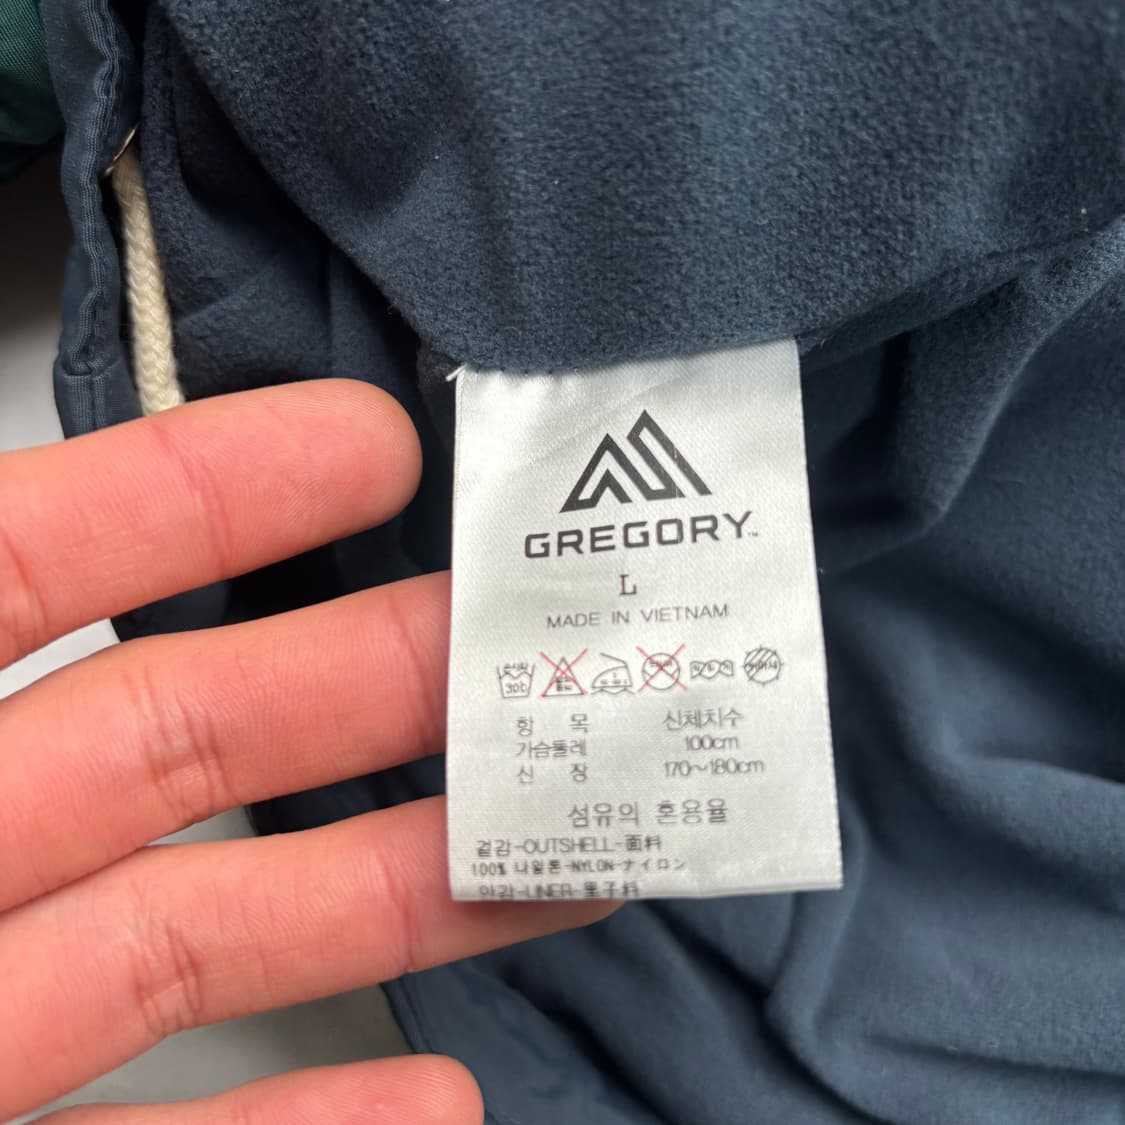 GREGORY™
L
MADE IN VIETNAM
30℃
항 목 신체치수
가슴둘레 100cm
신 장 170~180cm
섬유의 혼용율
겉감-OUTSHELL-面料
100% 나일론-NYLON-ナイロン
안감-LINER-里子料